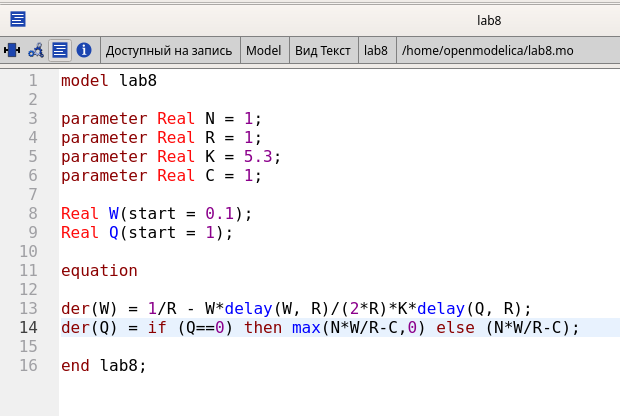 lab8
Доступный на запись Model Вид Текст lab8 /home/openmodelica/lab8.mo
1 model lab8
2
3 parameter Real N = 1;
4 parameter Real R = 1;
5 parameter Real K = 5.3;
6 parameter Real C = 1;
7
8 Real W(start = 0.1);
9 Real Q(start = 1);
10
11 equation
12
13 der(W) = 1/R - W*delay(W, R)/(2*R)*K*delay(Q, R);
14 der(Q) = if (Q==0) then max(N*W/R-C,0) else (N*W/R-C);
15
16 end lab8;